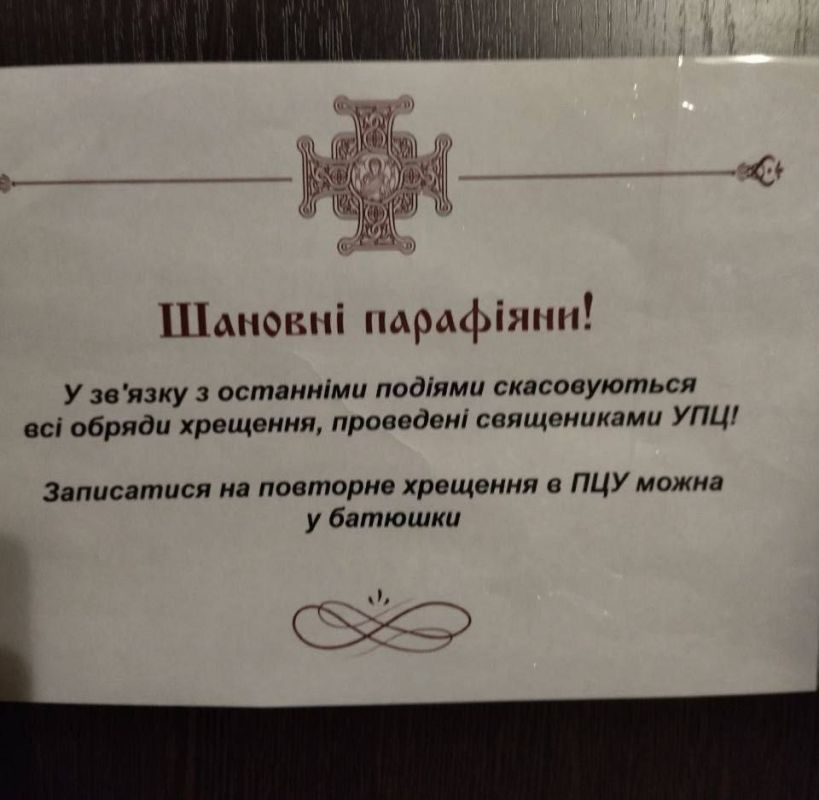 Шановні парафіяни!
У зв'язку з останніми подіями скасовуються
всі обряди хрещення, проведені священиками УПЦ!
Записатися на повторне хрещення в ПЦУ можна
у батюшки